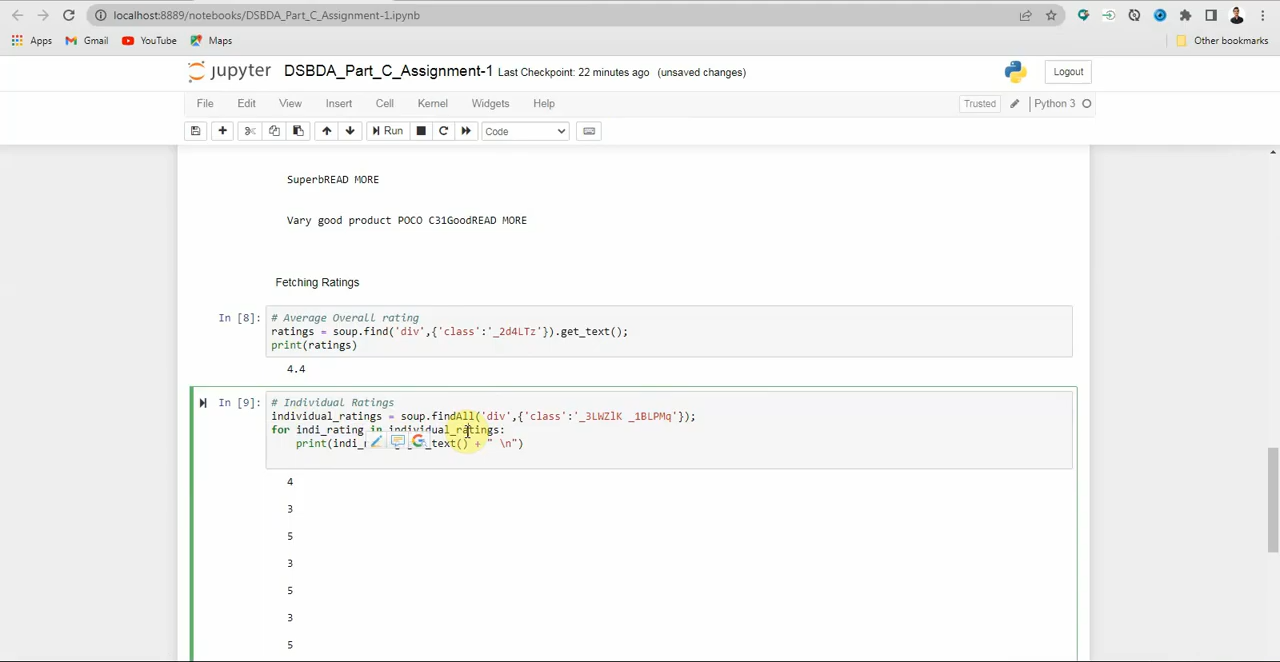 localhost:8889/notebooks/DSBDA_Part_C_Assignment-1.ipynb
Apps Gmail YouTube Maps Other bookmarks
jupyter DSBDA_Part_C_Assignment-1 Last Checkpoint: 22 minutes ago (unsaved changes) Logout
File Edit View Insert Cell Kernel Widgets Help Trusted Python 3
Run Code
SuperbREAD MORE
Vary good product POCO C31GoodREAD MORE
Fetching Ratings
In [8]: # Average Overall rating
ratings = soup.find('div',{'class':'_2d4LTz'}).get_text();
print(ratings)
4.4
In [9]: # Individual Ratings
individual_ratings = soup.findAll('div',{'class':'_3LWZlK _1BLPMq'});
for indi_rating in individual_ratings:
print(indi_ _text() + " \n")
4
3
5
3
5
3
5